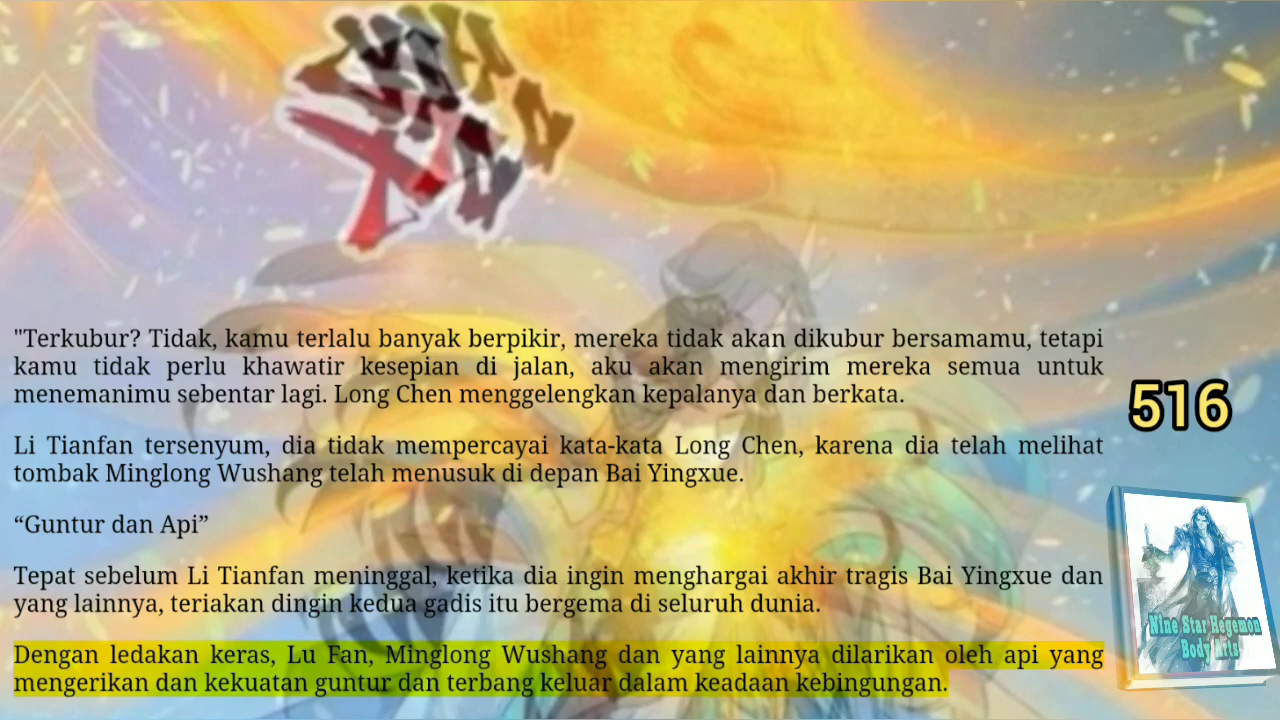 "Terkubur? Tidak, kamu terlalu banyak berpikir, mereka tidak akan dikubur bersamamu, tetapi
kamu tidak perlu khawatir kesepian di jalan, aku akan mengirim mereka semua untuk
menemanimu sebentar lagi. Long Chen menggelengkan kepalanya dan berkata.
Li Tianfan tersenyum, dia tidak mempercayai kata-kata Long Chen, karena dia telah melihat
tombak Minglong Wushang telah menusuk di depan Bai Yingxue.
“Guntur dan Api”
Tepat sebelum Li Tianfan meninggal, ketika dia ingin menghargai akhir tragis Bai Yingxue dan
yang lainnya, teriakan dingin kedua gadis itu bergema di seluruh dunia.
Dengan ledakan keras, Lu Fan, Minglong Wushang dan yang lainnya dilarikan oleh api yang
mengerikan dan kekuatan guntur dan terbang keluar dalam keadaan kebingungan.
516
Nine Star Hegemon
Body Arts